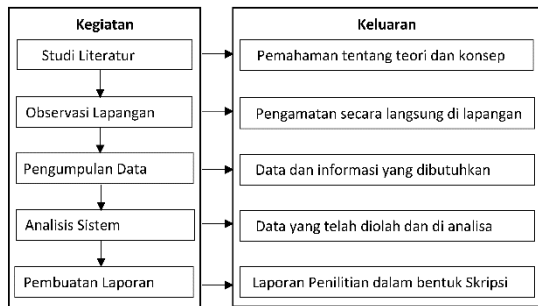 Kegiatan
Keluaran
Studi Literatur
Pemahaman tentang teori dan konsep
Observasi Lapangan
Pengamatan secara langsung di lapangan
Pengumpulan Data
Data dan informasi yang dibutuhkan
Analisis Sistem
Data yang telah diolah dan di analisa
Pembuatan Laporan
Laporan Penilitian dalam bentuk Skripsi